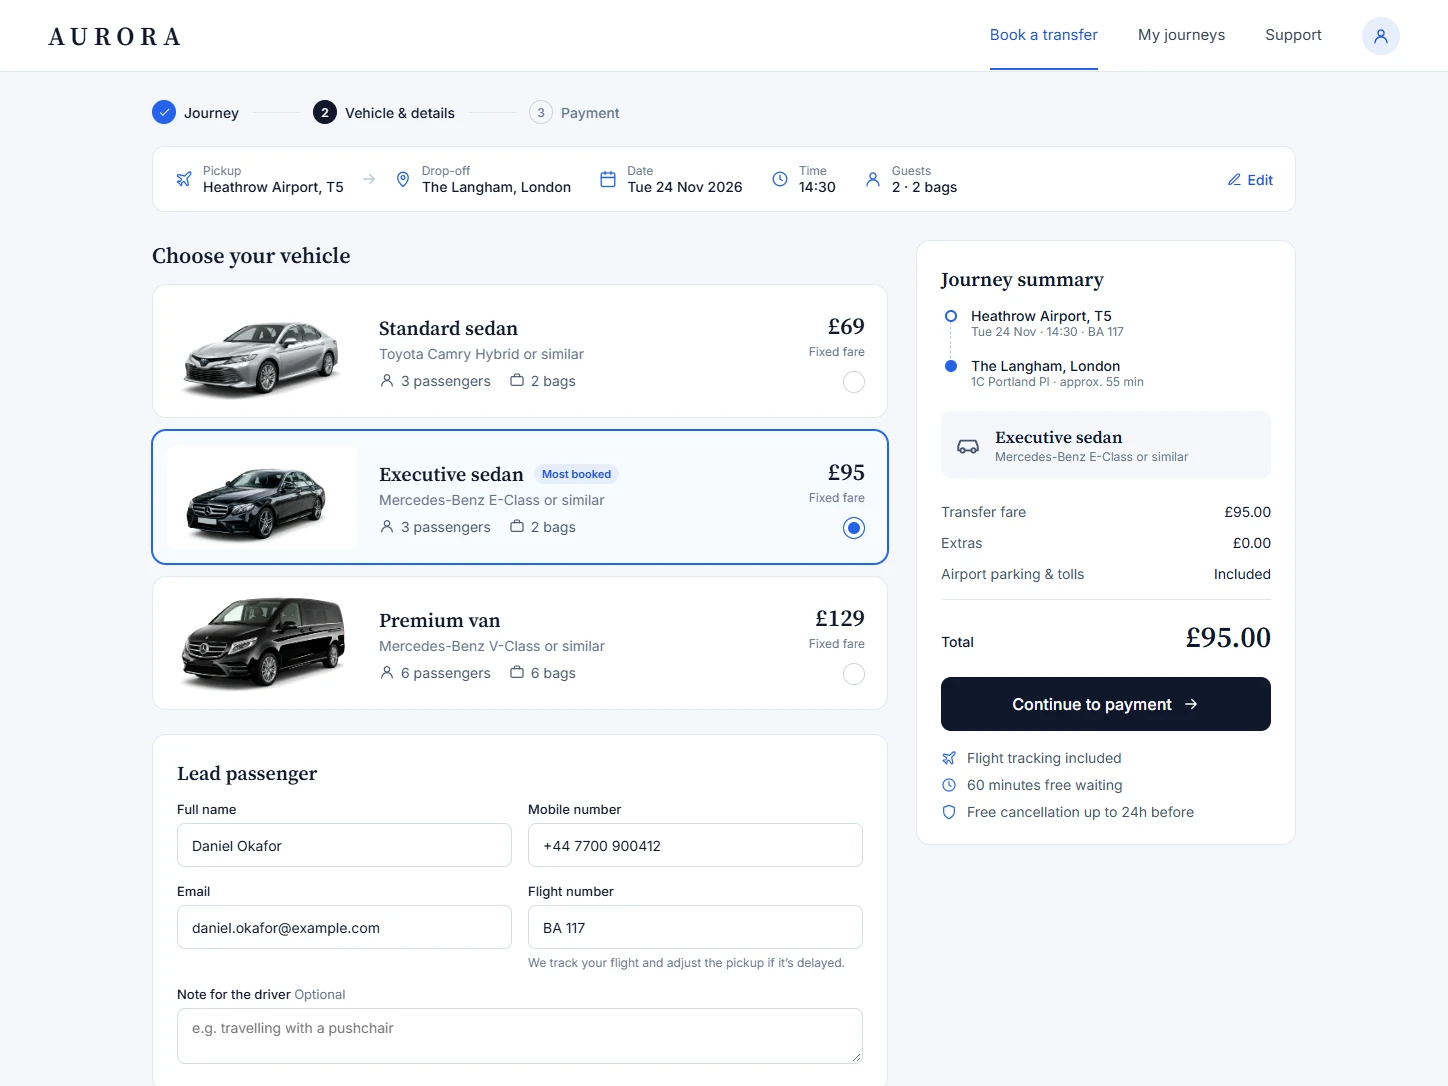 AURORA
Book a transfer
My journeys
Support
Journey
2 Vehicle & details
3 Payment
Pickup
Heathrow Airport, T5
Drop-off
The Langham, London
Date
Tue 24 Nov 2026
Time
14:30
Guests
2 · 2 bags
Edit
Choose your vehicle
Standard sedan
Toyota Camry Hybrid or similar
3 passengers
2 bags
£69
Fixed fare
Executive sedan
Most booked
Mercedes-Benz E-Class or similar
3 passengers
2 bags
£95
Fixed fare
Premium van
Mercedes-Benz V-Class or similar
6 passengers
6 bags
£129
Fixed fare
Lead passenger
Full name
Daniel Okafor
Mobile number
+44 7700 900412
Email
daniel.okafor@example.com
Flight number
BA 117
We track your flight and adjust the pickup if it’s delayed.
Note for the driver Optional
e.g. travelling with a pushchair
Journey summary
Heathrow Airport, T5
Tue 24 Nov · 14:30 · BA 117
The Langham, London
1C Portland Pl · approx. 55 min
Executive sedan
Mercedes-Benz E-Class or similar
Transfer fare £95.00
Extras £0.00
Airport parking & tolls Included
Total £95.00
Continue to payment →
Flight tracking included
60 minutes free waiting
Free cancellation up to 24h before